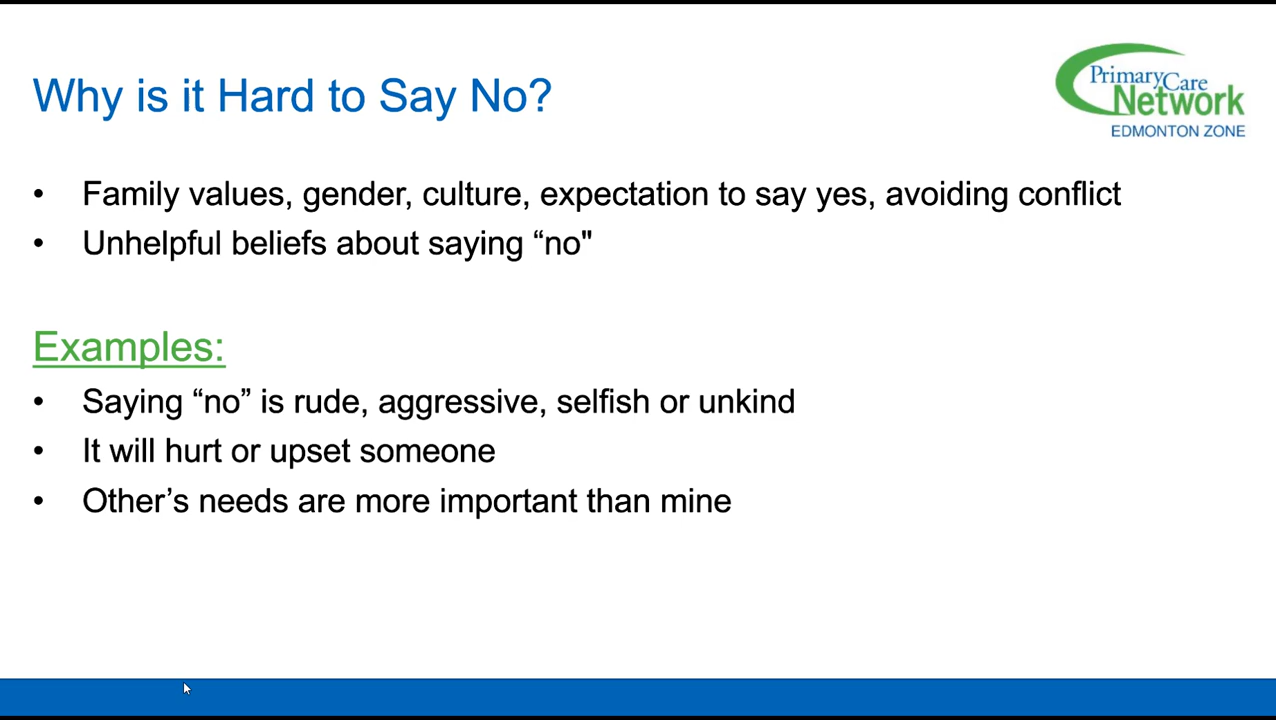 Why is it Hard to Say No?
PrimaryCare
Network
EDMONTON ZONE
• Family values, gender, culture, expectation to say yes, avoiding conflict
• Unhelpful beliefs about saying “no"
Examples:
• Saying “no” is rude, aggressive, selfish or unkind
• It will hurt or upset someone
• Other’s needs are more important than mine